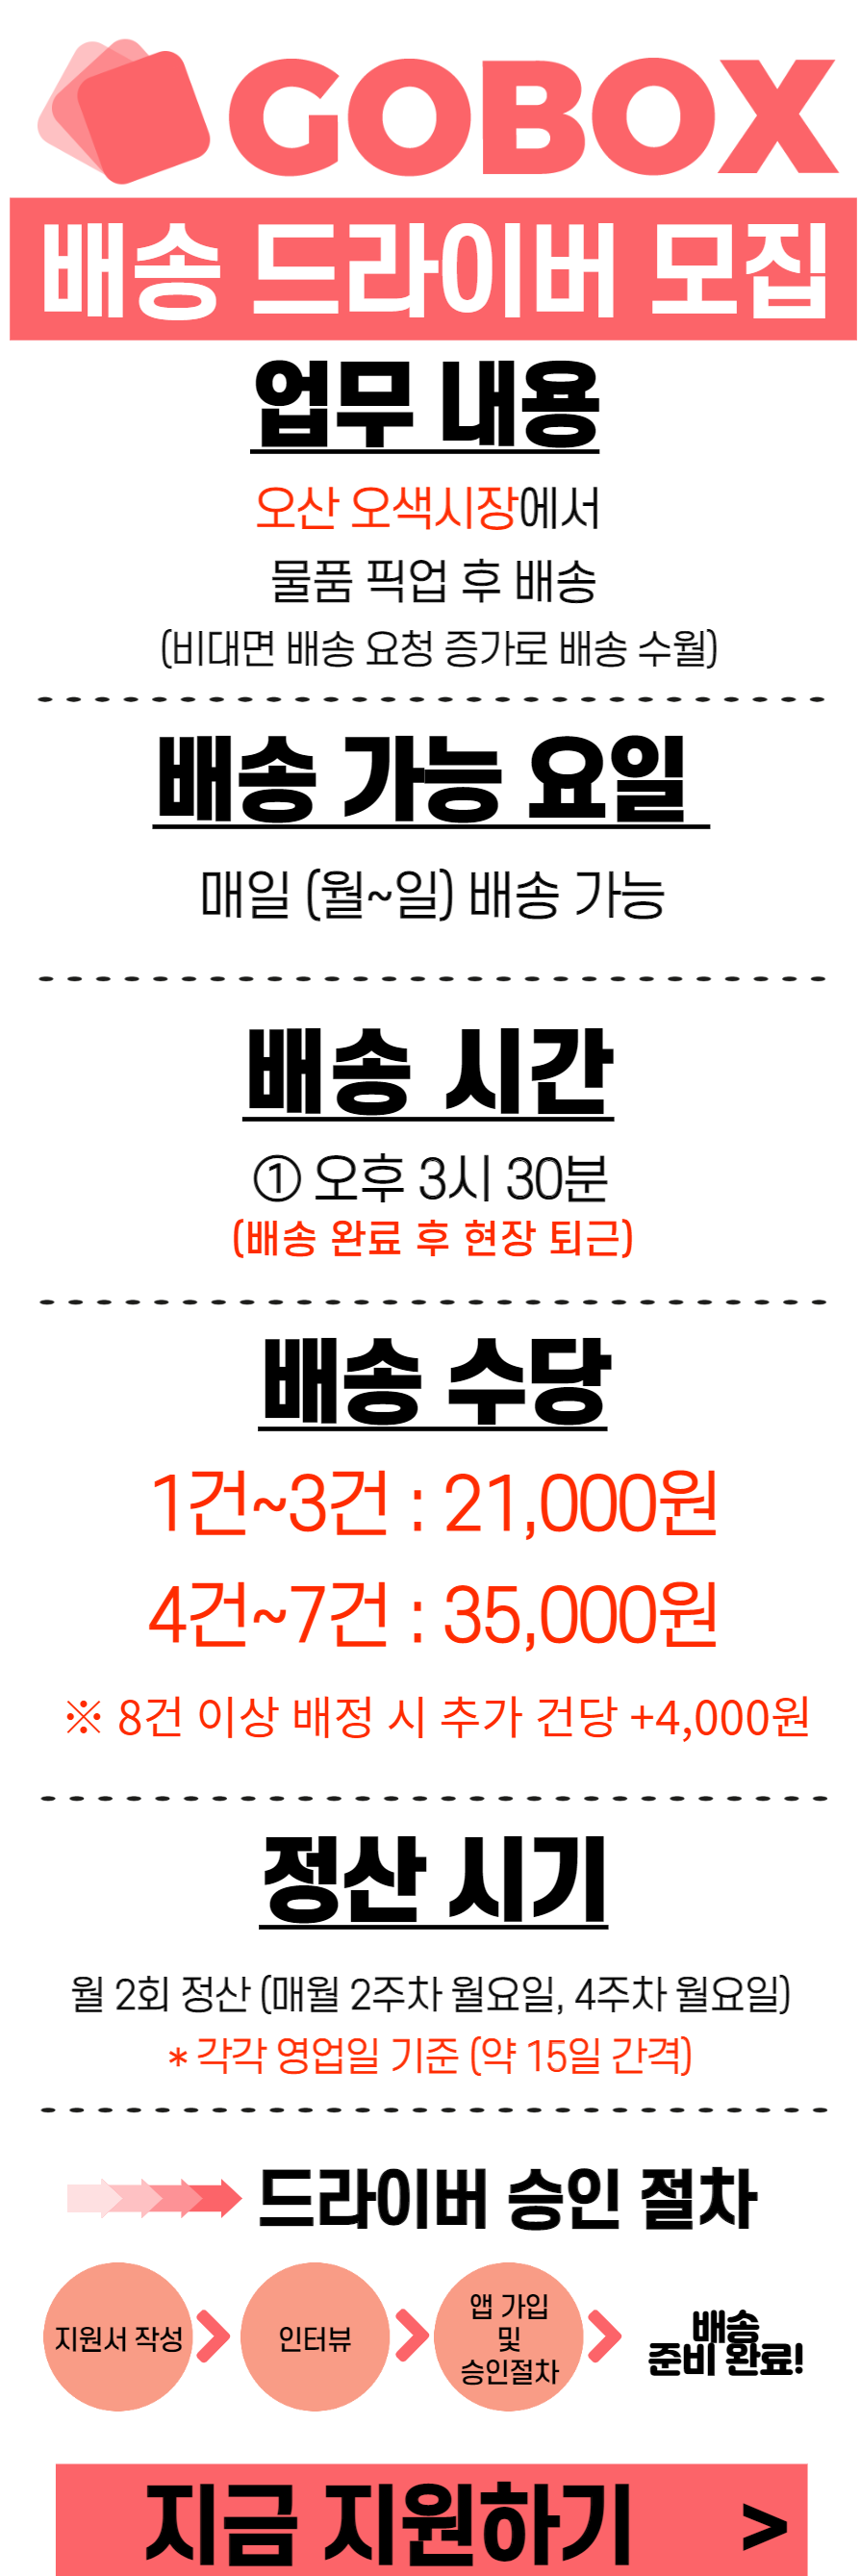 GOBOX
배송 드라이버 모집
업무 내용
오산 오색시장에서
물품 픽업 후 배송
(비대면 배송 요청 증가로 배송 수월)
배송 가능 요일
매일 (월~일) 배송 가능
배송 시간
① 오후 3시 30분
(배송 완료 후 현장 퇴근)
배송 수당
1건~3건 : 21,000원
4건~7건 : 35,000원
※ 8건 이상 배정 시 추가 건당 +4,000원
정산 시기
월 2회 정산 (매월 2주차 월요일, 4주차 월요일)
* 각각 영업일 기준 (약 15일 간격)
드라이버 승인 절차
지원서 작성
인터뷰
앱 가입
및
승인절차
배송
준비 완료!
지금 지원하기 >